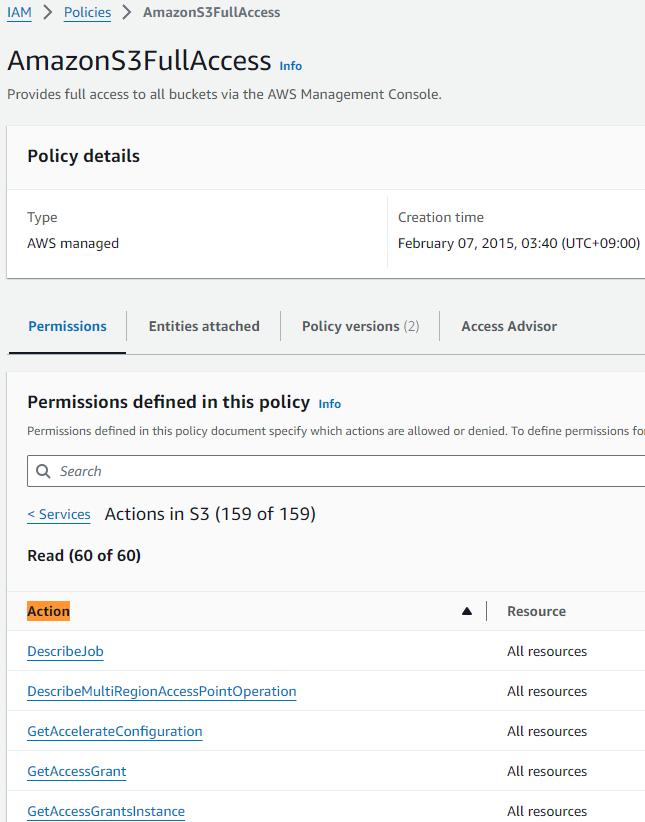 IAM > Policies > AmazonS3FullAccess
AmazonS3FullAccess Info
Provides full access to all buckets via the AWS Management Console.
Policy details
Type
AWS managed
Creation time
February 07, 2015, 03:40 (UTC+09:00)
Permissions Entities attached Policy versions (2) Access Advisor
Permissions defined in this policy Info
Permissions defined in this policy document specify which actions are allowed or denied. To define permissions for
Search
< Services Actions in S3 (159 of 159)
Read (60 of 60)
Action Resource
DescribeJob All resources
DescribeMultiRegionAccessPointOperation All resources
GetAccelerateConfiguration All resources
GetAccessGrant All resources
GetAccessGrantsInstance All resources